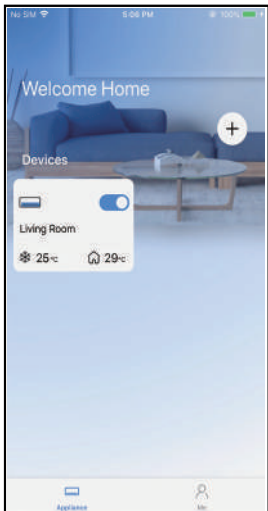 No SIM 5:06 PM 100%
Welcome Home
+
Devices
Living Room
25°C 29°C
Appliance Me